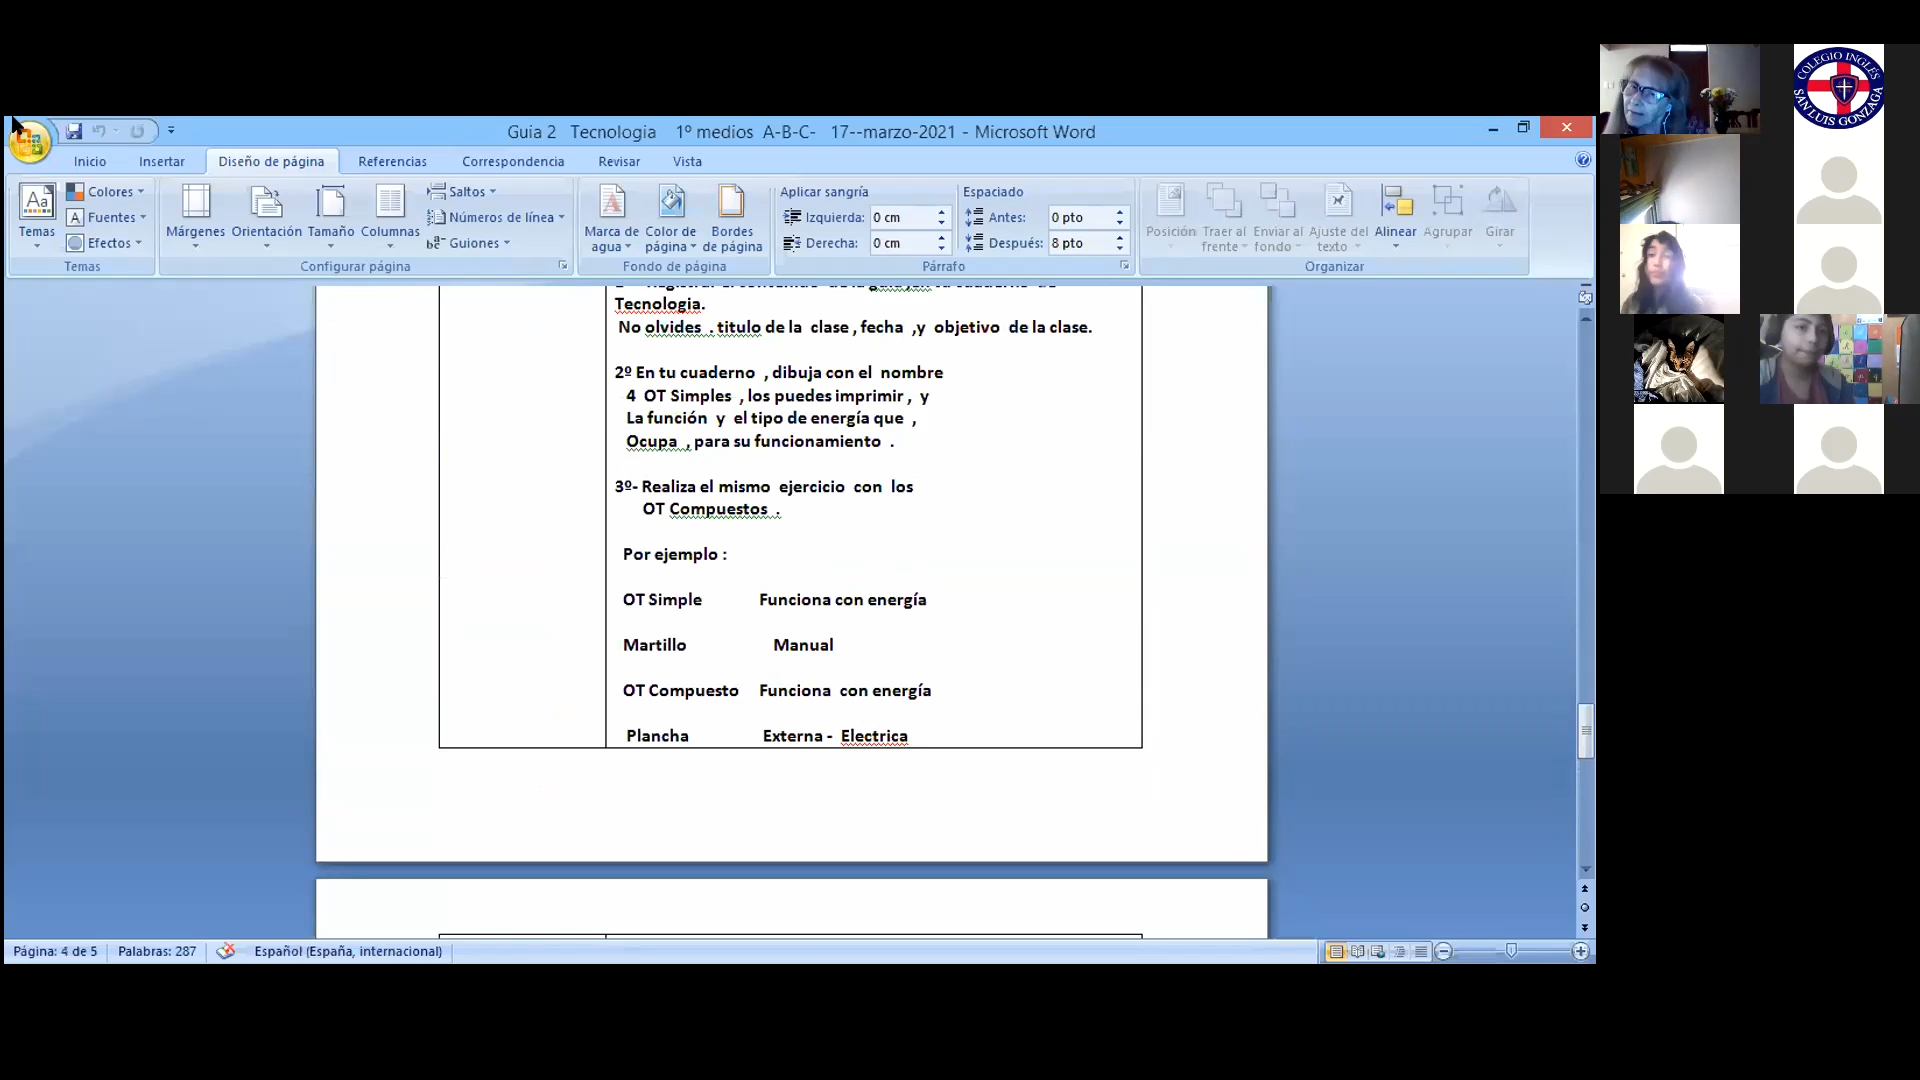 Guia 2 Tecnologia 1º medios A-B-C- 17--marzo-2021 - Microsoft Word
Inicio Insertar Diseño de página Referencias Correspondencia Revisar Vista
Temas
Colores
Fuentes
Efectos
Temas
Márgenes
Orientación
Tamaño
Columnas
Saltos
Números de línea
Guiones
Configurar página
Marca de agua
Color de página
Bordes de página
Fondo de página
Aplicar sangría
Izquierda: 0 cm
Derecha: 0 cm
Espaciado
Antes: 0 pto
Después: 8 pto
Párrafo
Posición
Traer al frente
Enviar al fondo
Ajuste del texto
Alinear
Agrupar
Girar
Organizar
Tecnologia.
No olvides . titulo de la clase , fecha ,y objetivo de la clase.
2º En tu cuaderno , dibuja con el nombre
4 OT Simples , los puedes imprimir , y
La función y el tipo de energía que ,
Ocupa , para su funcionamiento .
3º- Realiza el mismo ejercicio con los
OT Compuestos .
Por ejemplo :
OT Simple Funciona con energía
Martillo Manual
OT Compuesto Funciona con energía
Plancha Externa - Electrica
Página: 4 de 5 Palabras: 287 Español (España, internacional)
COLEGIO INGLÉS
SAN LUIS GONZAGA